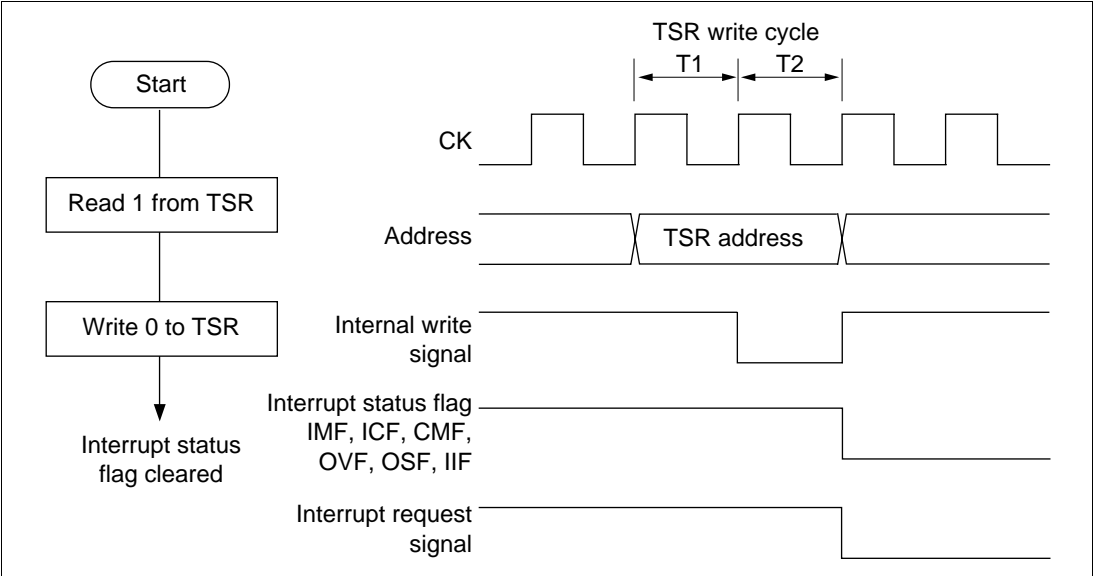 Start
Read 1 from TSR
Write 0 to TSR
Interrupt status
flag cleared
TSR write cycle
T1
T2
CK
Address
TSR address
Internal write
signal
Interrupt status flag
IMF, ICF, CMF,
OVF, OSF, IIF
Interrupt request
signal